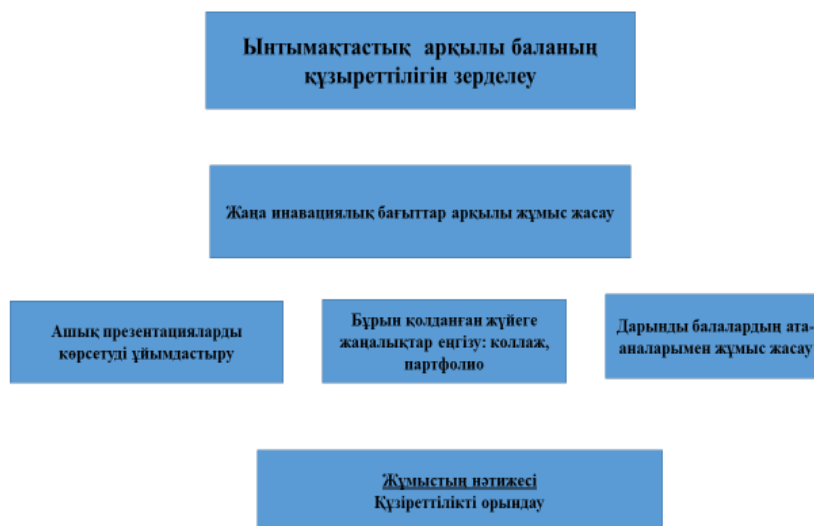 Ынтымақтастық арқылы баланың
құзыреттілігін зерделеу
Жаңа инавациялық бағыттар арқылы жұмыс жасау
Ашық презентацияларды
көрсетуді ұйымдастыру
Бұрын қолданған жүйеге
жаңалықтар еңгізу: коллаж,
партфолио
Дарынды балалардың ата-
аналарымен жұмыс жасау
Жұмыстың нәтижесі
Құзіреттілікті орындау